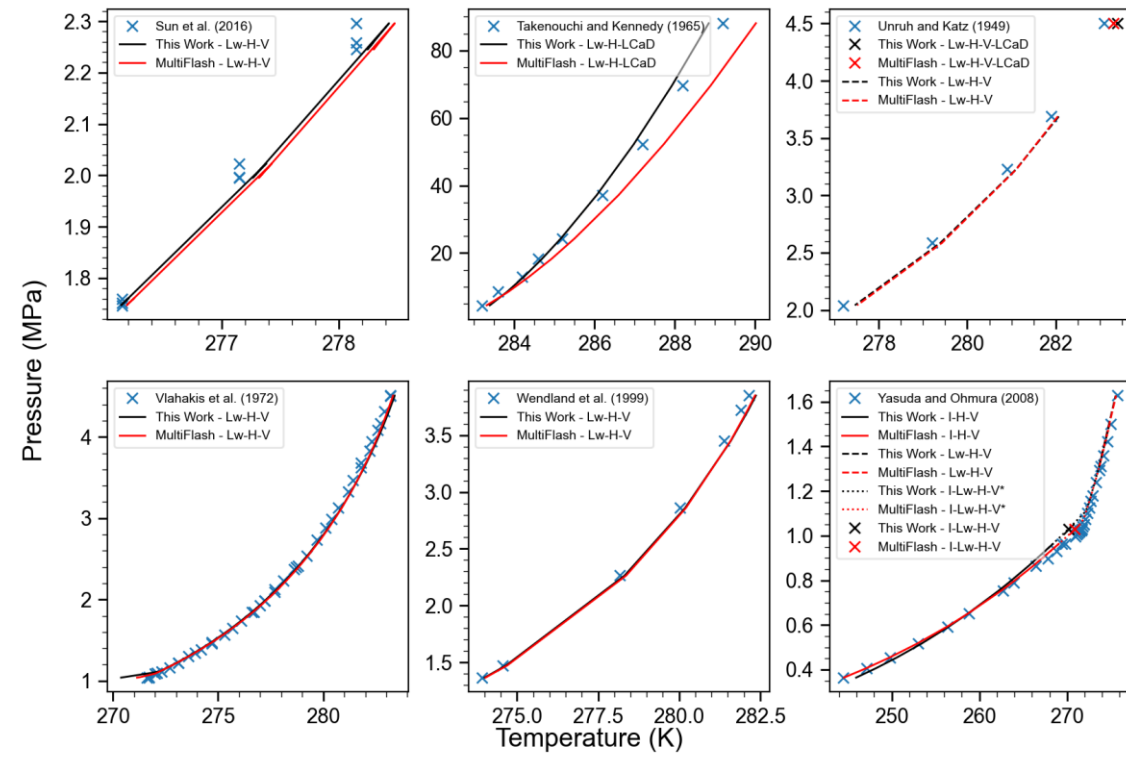 Sun et al. (2016)
This Work - Lw-H-V
MultiFlash - Lw-H-V
2.3
2.2
2.1
2.0
1.9
1.8
277
278
Takenouchi and Kennedy (1965)
This Work - Lw-H-LCaD
MultiFlash - Lw-H-LCaD
80
60
40
20
284
286
288
290
Unruh and Katz (1949)
This Work - Lw-H-V-LCaD
MultiFlash - Lw-H-V-LCaD
This Work - Lw-H-V
MultiFlash - Lw-H-V
4.5
4.0
3.5
3.0
2.5
2.0
278
280
282
Pressure (MPa)
Vlahakis et al. (1972)
This Work - Lw-H-V
MultiFlash - Lw-H-V
4
3
2
1
270
275
280
Wendland et al. (1999)
This Work - Lw-H-V
MultiFlash - Lw-H-V
3.5
3.0
2.5
2.0
1.5
275.0
277.5
280.0
282.5
Yasuda and Ohmura (2008)
This Work - I-H-V
MultiFlash - I-H-V
This Work - Lw-H-V
MultiFlash - Lw-H-V
This Work - I-Lw-H-V*
MultiFlash - I-Lw-H-V*
This Work - I-Lw-H-V
MultiFlash - I-Lw-H-V
1.6
1.4
1.2
1.0
0.8
0.6
0.4
250
260
270
Temperature (K)